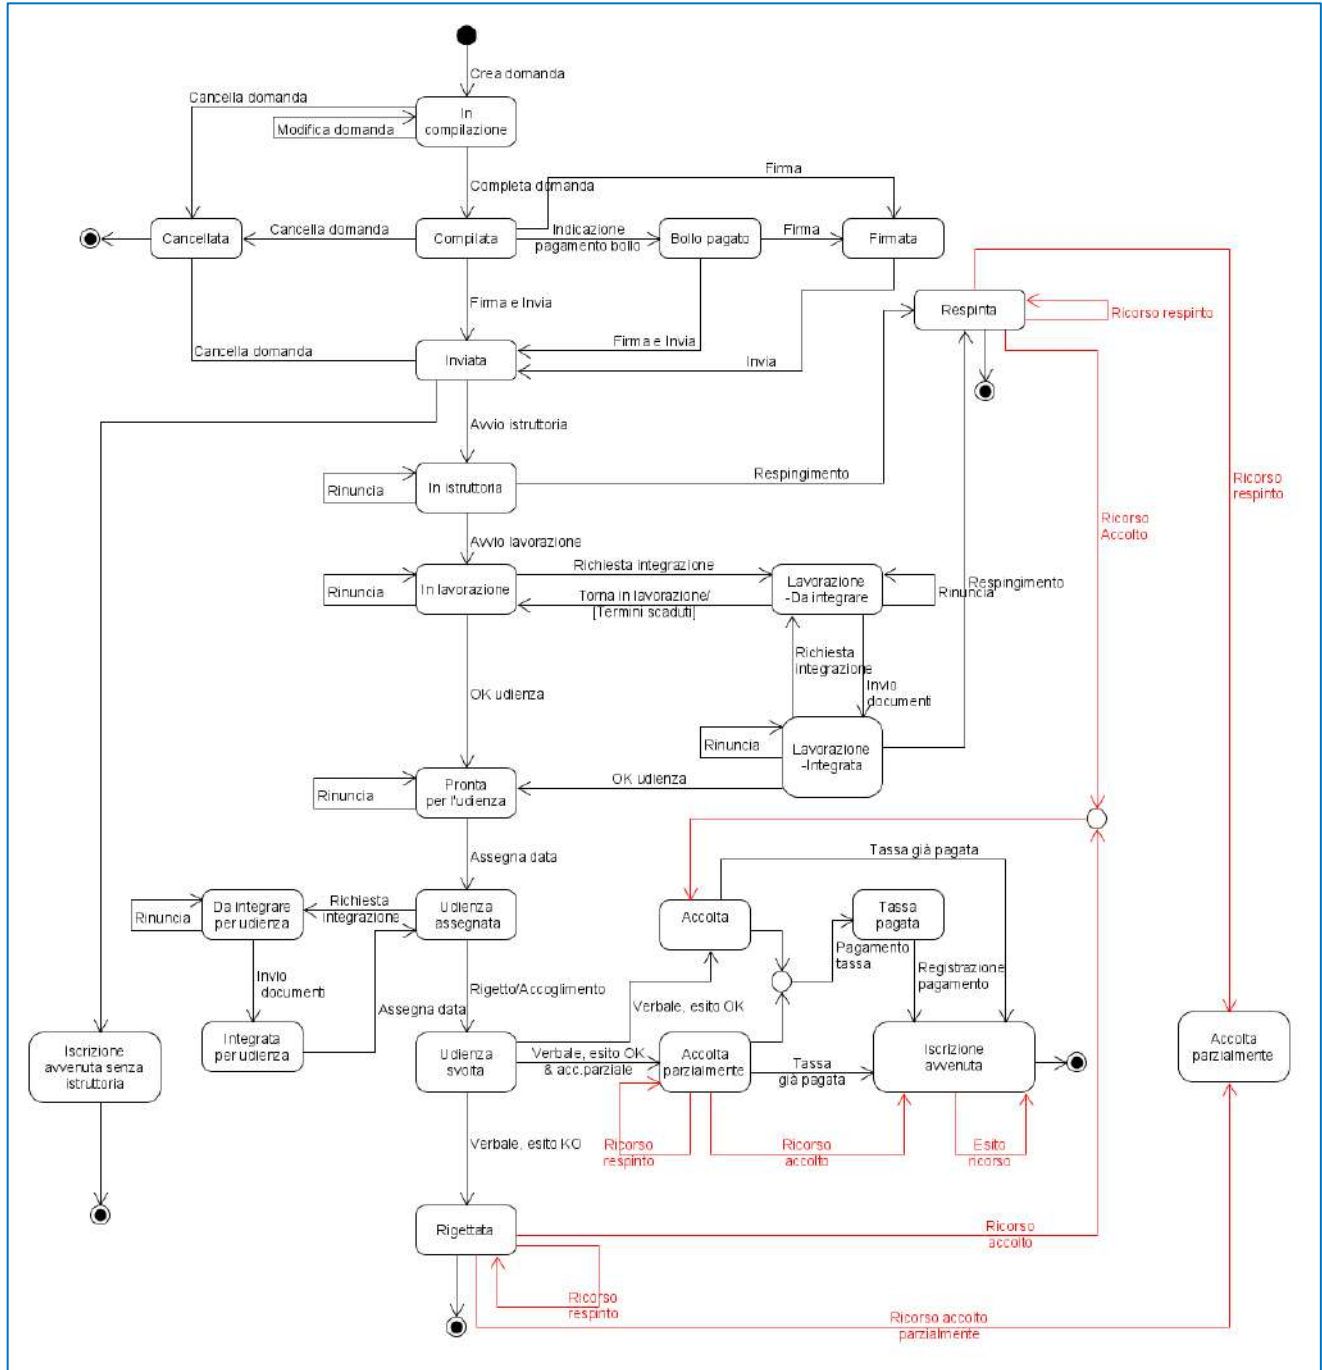 Crea domanda
Cancella domanda
In
compilazione
Modifica domanda
Firma
Completa domanda
Cancellata
Cancella domanda
Compilata
Indicazione
pagamento bollo
Bollo pagato
Firma
Firmata
Firma e Invia
Respinta
Ricorso respinto
Cancella domanda
Firma e Invia
Inviata
Invia
Avvio istruttoria
Rinuncia
In istruttoria
Respingimento
Ricorso
respinto
Ricorso
Accolto
Avvio lavorazione
Richiesta integrazione
Rinuncia
In lavorazione
Torna in lavorazione/
[Termini scaduti]
Lavorazione
-Da integrare
Respingimento
Rinuncia
Richiesta
integrazione
Invio
documenti
OK udienza
Rinuncia
Lavorazione
-Integrata
OK udienza
Rinuncia
Pronta
per l'udienza
Assegna data
Tassa già pagata
Rinuncia
Da integrare
per udienza
Richiesta
integrazione
Udienza
assegnata
Accolta
Tassa
pagata
Pagamento
tassa
Invio
documenti
Rigetto/Accoglimento
Registrazione
pagamento
Assegna data
Verbale, esito OK
Integrata
per udienza
Iscrizione
avvenuta senza
istruttoria
Udienza
svolta
Verbale, esito OK
& acc.parziale
Accolta
parzialmente
Tassa
già pagata
Iscrizione
avvenuta
Accolta
parzialmente
Verbale, esito KO
Ricorso
respinto
Ricorso
accolto
Esito
ricorso
Rigettata
Ricorso
accolto
Ricorso
respinto
Ricorso accolto
parzialmente